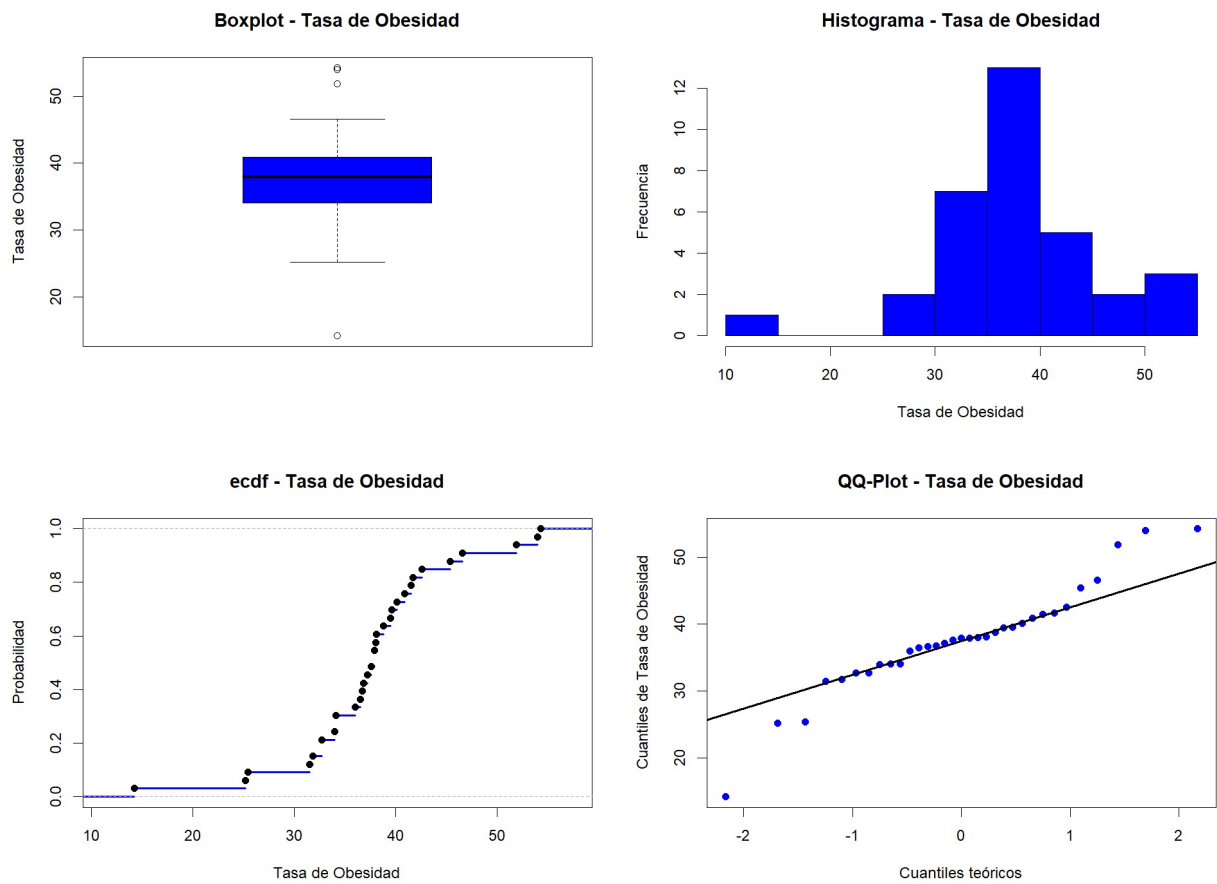 Boxplot - Tasa de Obesidad
Tasa de Obesidad
50
40
30
20
Histograma - Tasa de Obesidad
Frecuencia
12
10
8
6
4
2
0
10 20 30 40 50
Tasa de Obesidad
ecdf - Tasa de Obesidad
Probabilidad
1.0
0.8
0.6
0.4
0.2
0.0
10 20 30 40 50
Tasa de Obesidad
QQ-Plot - Tasa de Obesidad
Cuantiles de Tasa de Obesidad
50
40
30
20
-2 -1 0 1 2
Cuantiles teóricos